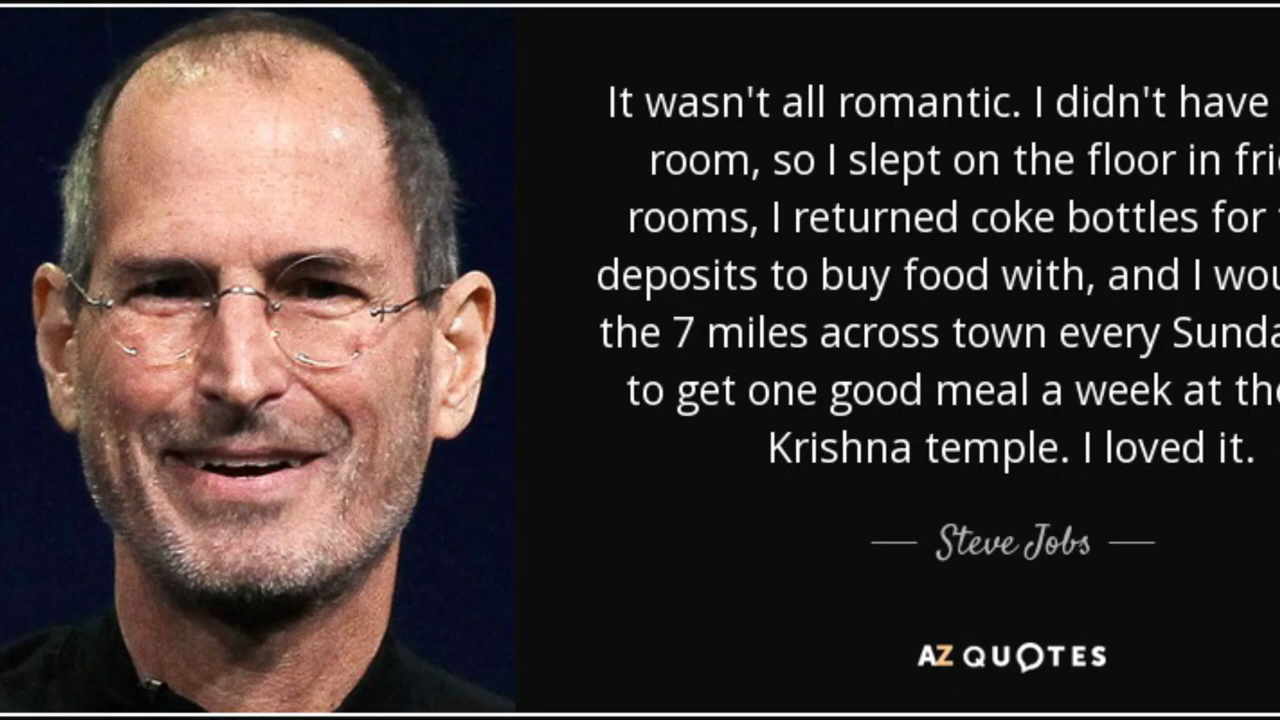 It wasn't all romantic. I didn't have
room, so I slept on the floor in
rooms, I returned coke bottles for
deposits to buy food with, and I
the 7 miles across town every
to get one good meal a week at
Krishna temple. I loved it.
Steve Jobs
AZ QUOTES